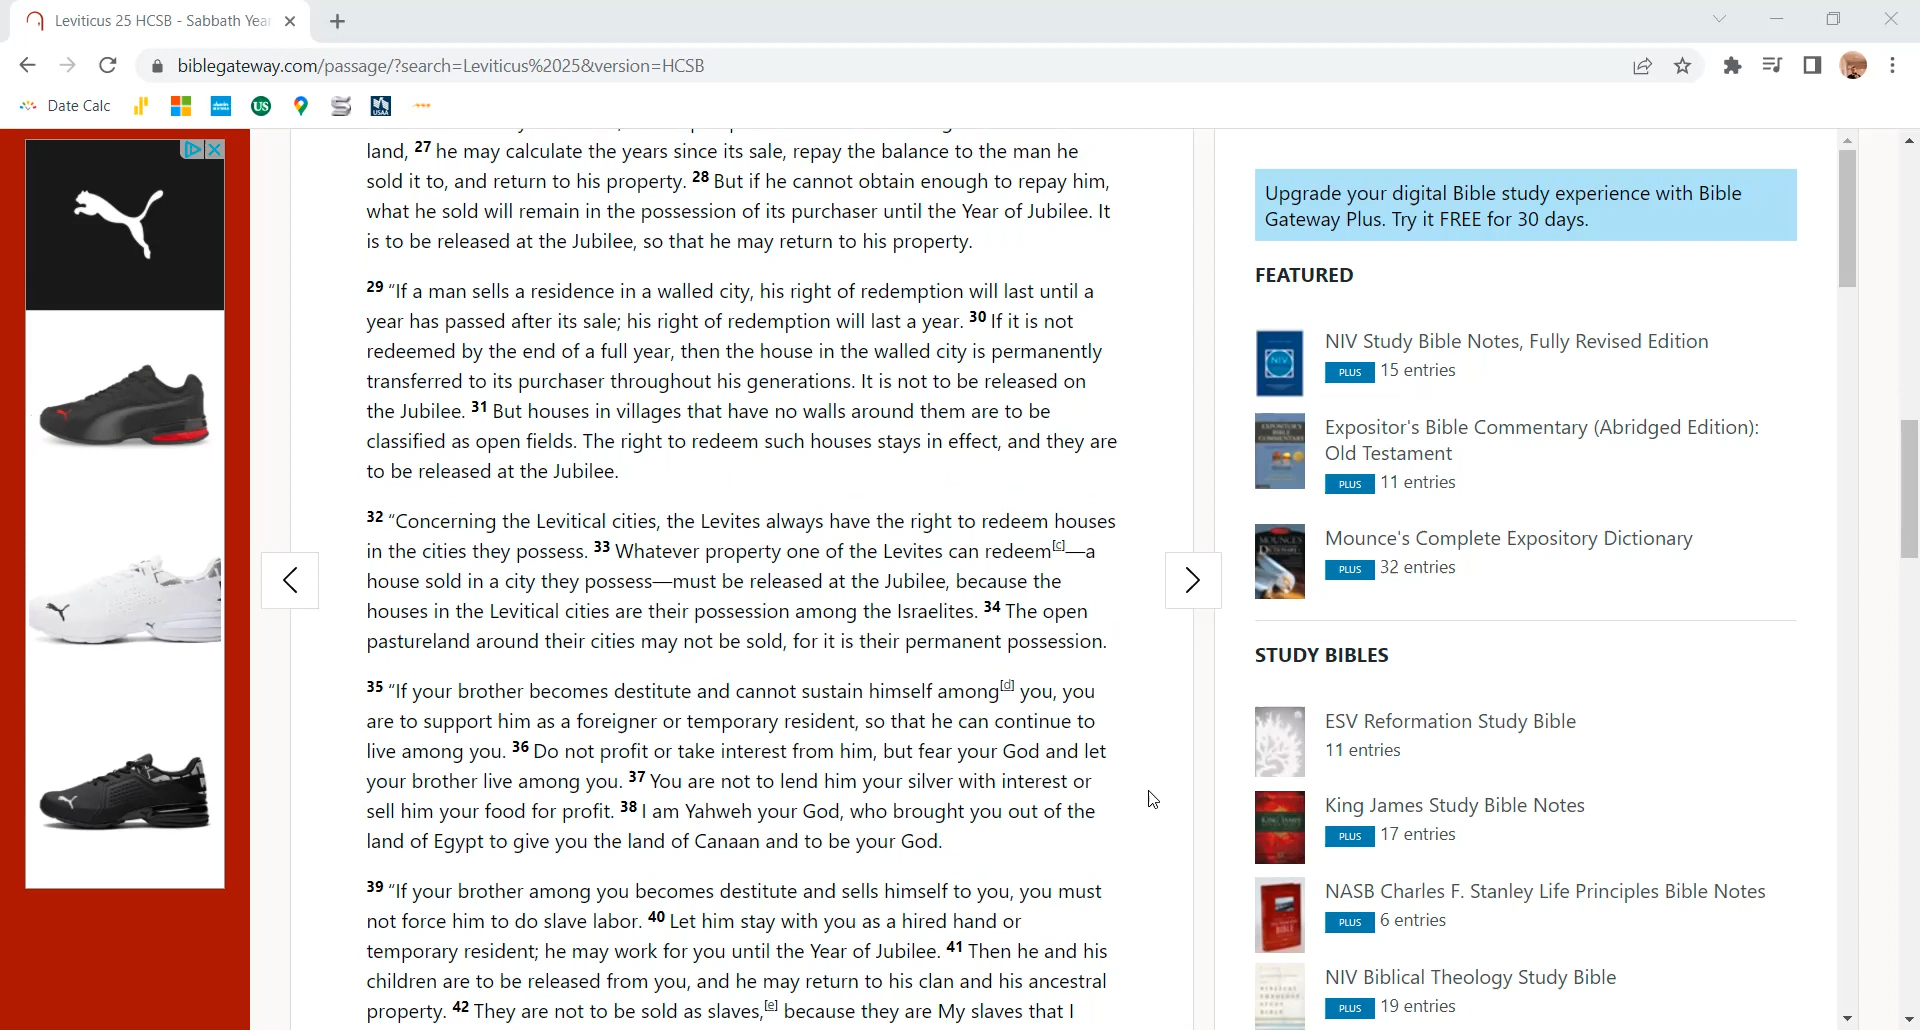 Leviticus 25 HCSB - Sabbath Yea
biblegateway.com/passage/?search=Leviticus%2025&version=HCSB
Date Calc
US
USAA
land, 27 he may calculate the years since its sale, repay the balance to the man he
sold it to, and return to his property. 28 But if he cannot obtain enough to repay him,
what he sold will remain in the possession of its purchaser until the Year of Jubilee. It
is to be released at the Jubilee, so that he may return to his property.
29 “If a man sells a residence in a walled city, his right of redemption will last until a
year has passed after its sale; his right of redemption will last a year. 30 If it is not
redeemed by the end of a full year, then the house in the walled city is permanently
transferred to its purchaser throughout his generations. It is not to be released on
the Jubilee. 31 But houses in villages that have no walls around them are to be
classified as open fields. The right to redeem such houses stays in effect, and they are
to be released at the Jubilee.
32 “Concerning the Levitical cities, the Levites always have the right to redeem houses
in the cities they possess. 33 Whatever property one of the Levites can redeem[c]—a
house sold in a city they possess—must be released at the Jubilee, because the
houses in the Levitical cities are their possession among the Israelites. 34 The open
pastureland around their cities may not be sold, for it is their permanent possession.
35 “If your brother becomes destitute and cannot sustain himself among[d] you, you
are to support him as a foreigner or temporary resident, so that he can continue to
live among you. 36 Do not profit or take interest from him, but fear your God and let
your brother live among you. 37 You are not to lend him your silver with interest or
sell him your food for profit. 38 I am Yahweh your God, who brought you out of the
land of Egypt to give you the land of Canaan and to be your God.
39 “If your brother among you becomes destitute and sells himself to you, you must
not force him to do slave labor. 40 Let him stay with you as a hired hand or
temporary resident; he may work for you until the Year of Jubilee. 41 Then he and his
children are to be released from you, and he may return to his clan and his ancestral
property. 42 They are not to be sold as slaves,[e] because they are My slaves that I
Upgrade your digital Bible study experience with Bible
Gateway Plus. Try it FREE for 30 days.
FEATURED
NIV
NIV Study Bible Notes, Fully Revised Edition
PLUS 15 entries
Expositor's Bible Commentary (Abridged Edition):
Old Testament
PLUS 11 entries
Mounce's Complete Expository Dictionary
PLUS 32 entries
STUDY BIBLES
ESV Reformation Study Bible
11 entries
King James Study Bible Notes
PLUS 17 entries
NASB Charles F. Stanley Life Principles Bible Notes
PLUS 6 entries
NIV Biblical Theology Study Bible
PLUS 19 entries